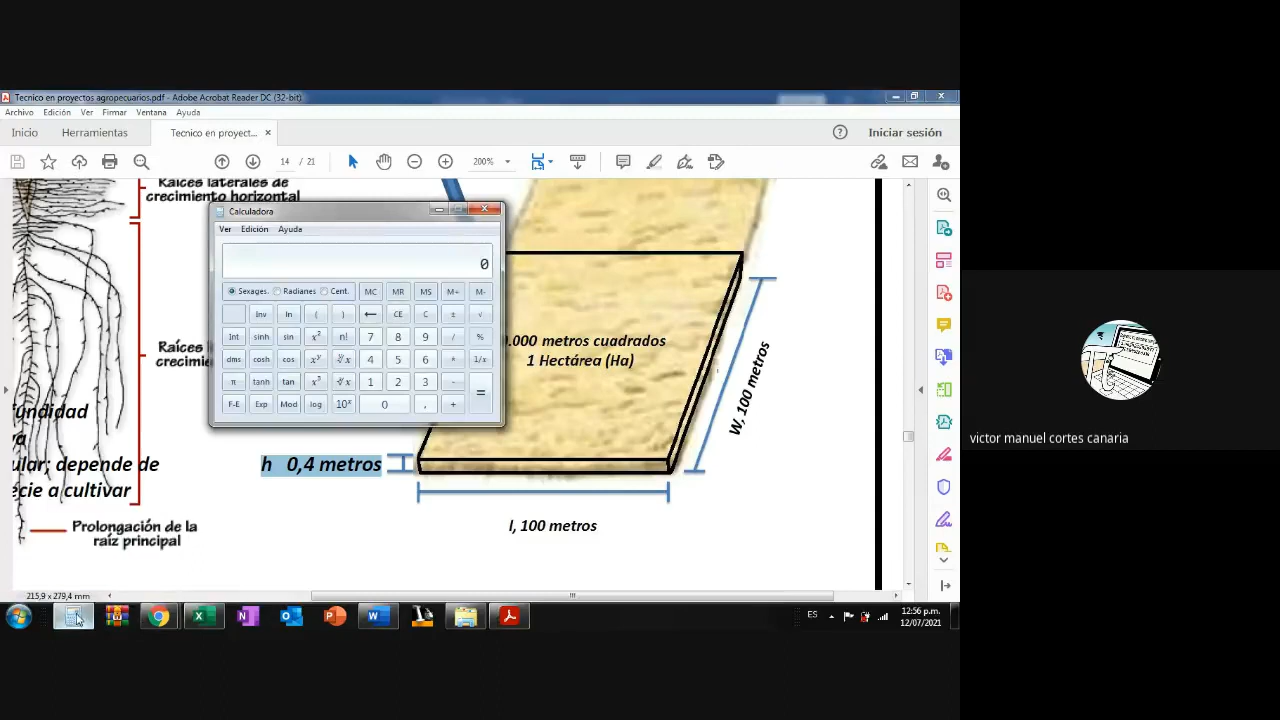 Tecnico en proyectos agropecuarios.pdf - Adobe Acrobat Reader DC (32-bit)
Archivo Edición Ver Firmar Ventana Ayuda
Inicio Herramientas Tecnico en proyect... × Iniciar sesión
14 / 21 200%
Raíces laterales de
crecimiento horizontal
Calculadora
Ver Edición Ayuda
0
Sexages. Radianes Cent. MC MR MS M+ M-
Inv ln ( ) ← CE C ± √
Int sinh sin x² n! 7 8 9 / %
dms cosh cos xʸ ʸ√x 4 5 6 * 1/x
π tanh tan x³ ³√x 1 2 3 - =
F-E Exp Mod log 10ˣ 0 , +
.000 metros cuadrados
1 Hectárea (Ha)
W, 100 metros
Raíces
crecimie
undidad
a
ular; depende de
ecie a cultivar
h 0,4 metros
l, 100 metros
Prolongación de la
raíz principal
215,9 x 279,4 mm
ES 12:56 p.m.
12/07/2021
victor manuel cortes canaria